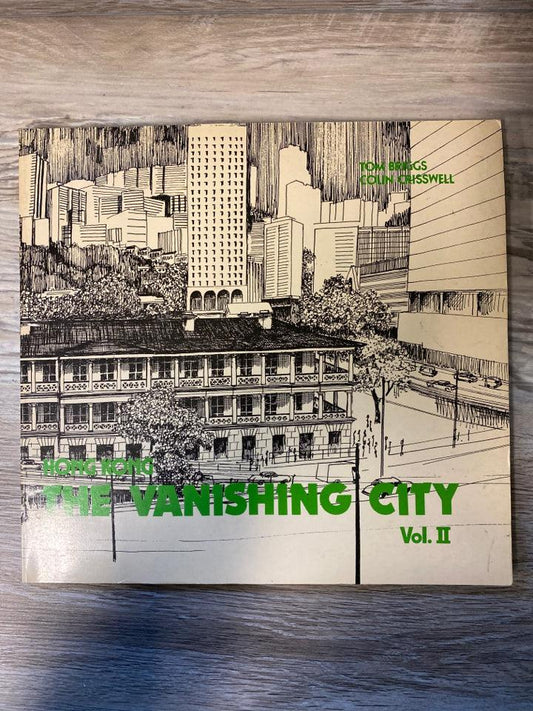 TOM BRIGGS
COLIN CRISSWELL
HONG KONG
THE VANISHING CITY
Vol. II